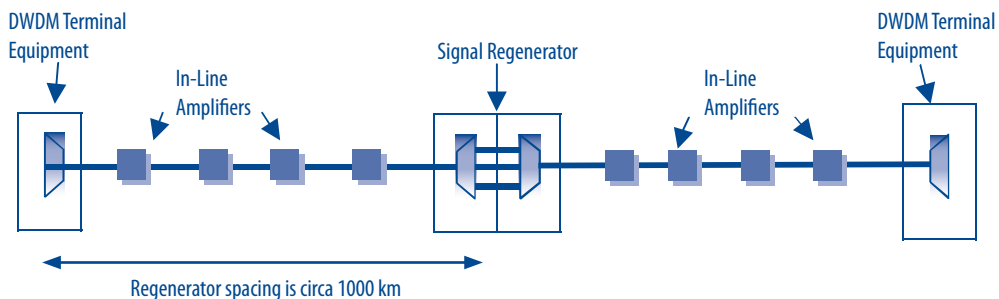 DWDM Terminal
Equipment
In-Line
Amplifiers
Signal Regenerator
In-Line
Amplifiers
DWDM Terminal
Equipment
Regenerator spacing is circa 1000 km